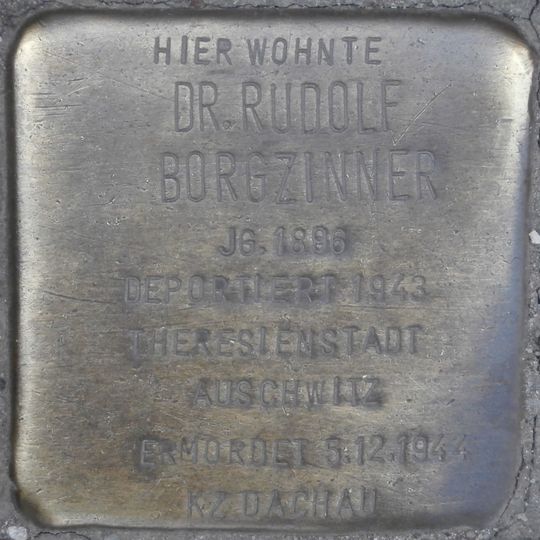 HIER WOHNTE
DR. RUDOLF
BORGZINNER
JG. 1896
DEPORTIERT 1943
THERESIENSTADT
AUSCHWITZ
ERMORDET 5.12.1944
KZ DACHAU